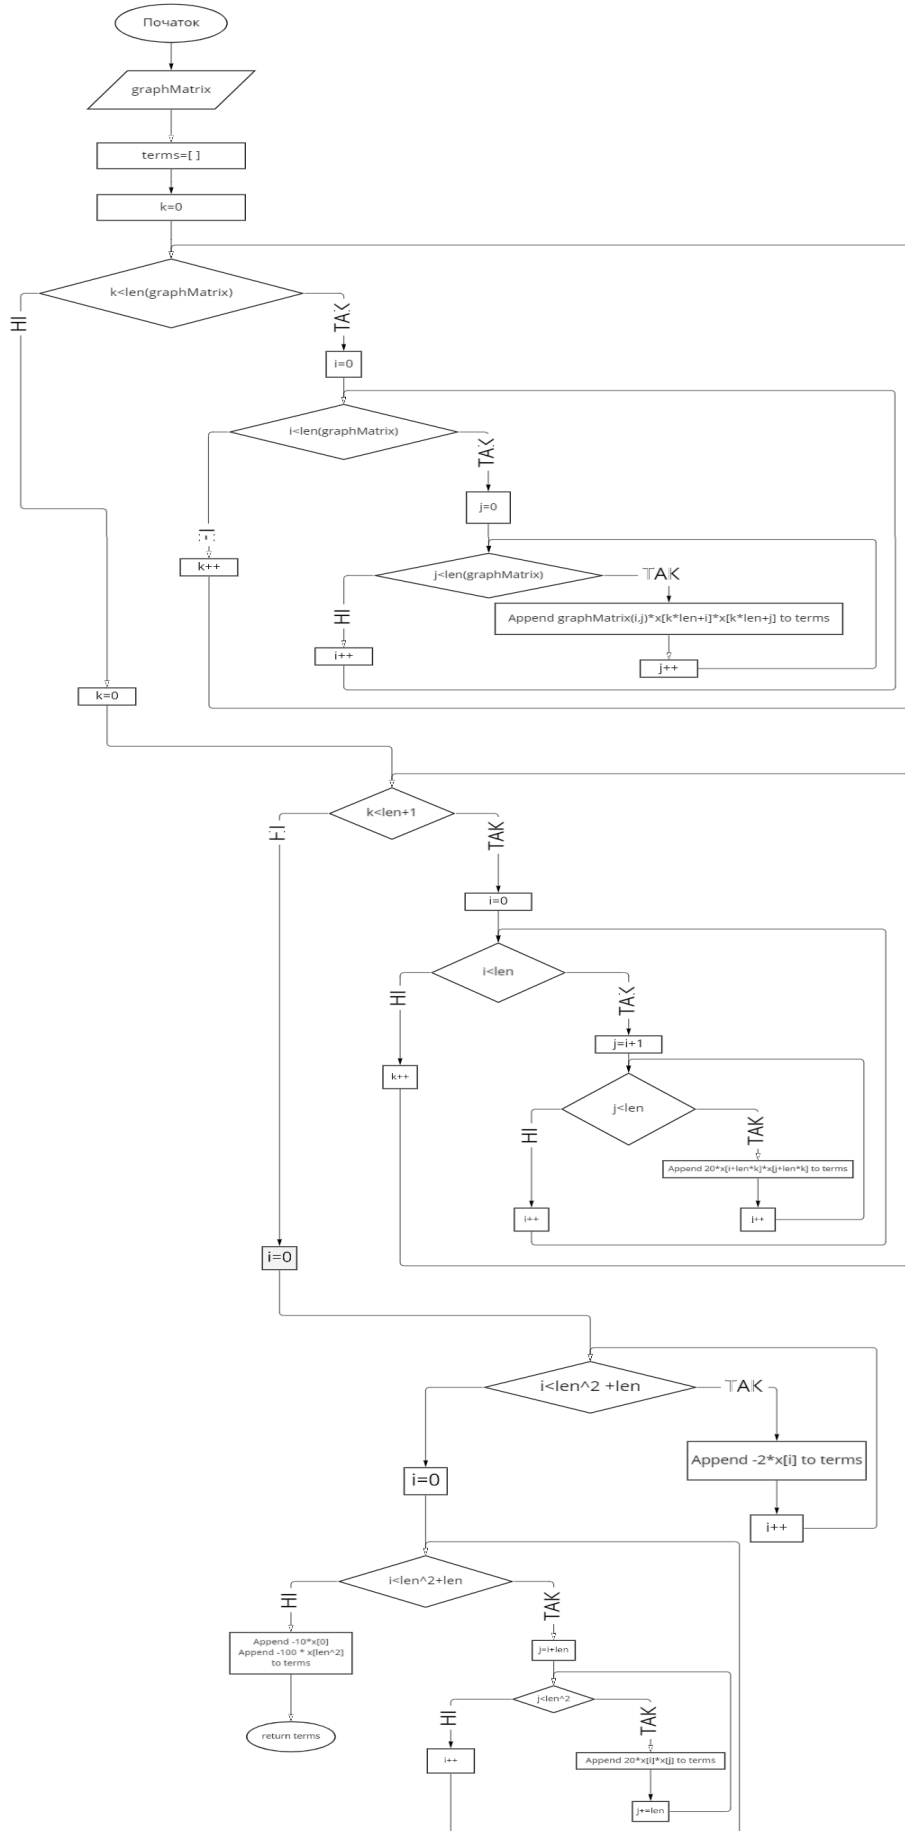 Початок
graphMatrix
terms=[ ]
k=0
k<len(graphMatrix)
НІ
ТАК
i=0
i<len(graphMatrix)
ТАК
j=0
k++
j<len(graphMatrix)
ТАК
НІ
Append graphMatrix(i,j)*x[k*len+i]*x[k*len+j] to terms
i++
j++
k=0
k<len+1
НІ
ТАК
i=0
i<len
НІ
ТАК
j=i+1
k++
j<len
НІ
ТАК
Append 20*x[i+len*k]*x[j+len*k] to terms
i++
j++
i=0
i<len^2 +len
ТАК
Append -2*x[i] to terms
i=0
i++
i<len^2+len
НІ
ТАК
Append -10*x[0]
Append -100 * x[len^2]
to terms
j=i+len
j<len^2
НІ
ТАК
return terms
i++
Append 20*x[i]*x[j] to terms
j+=len